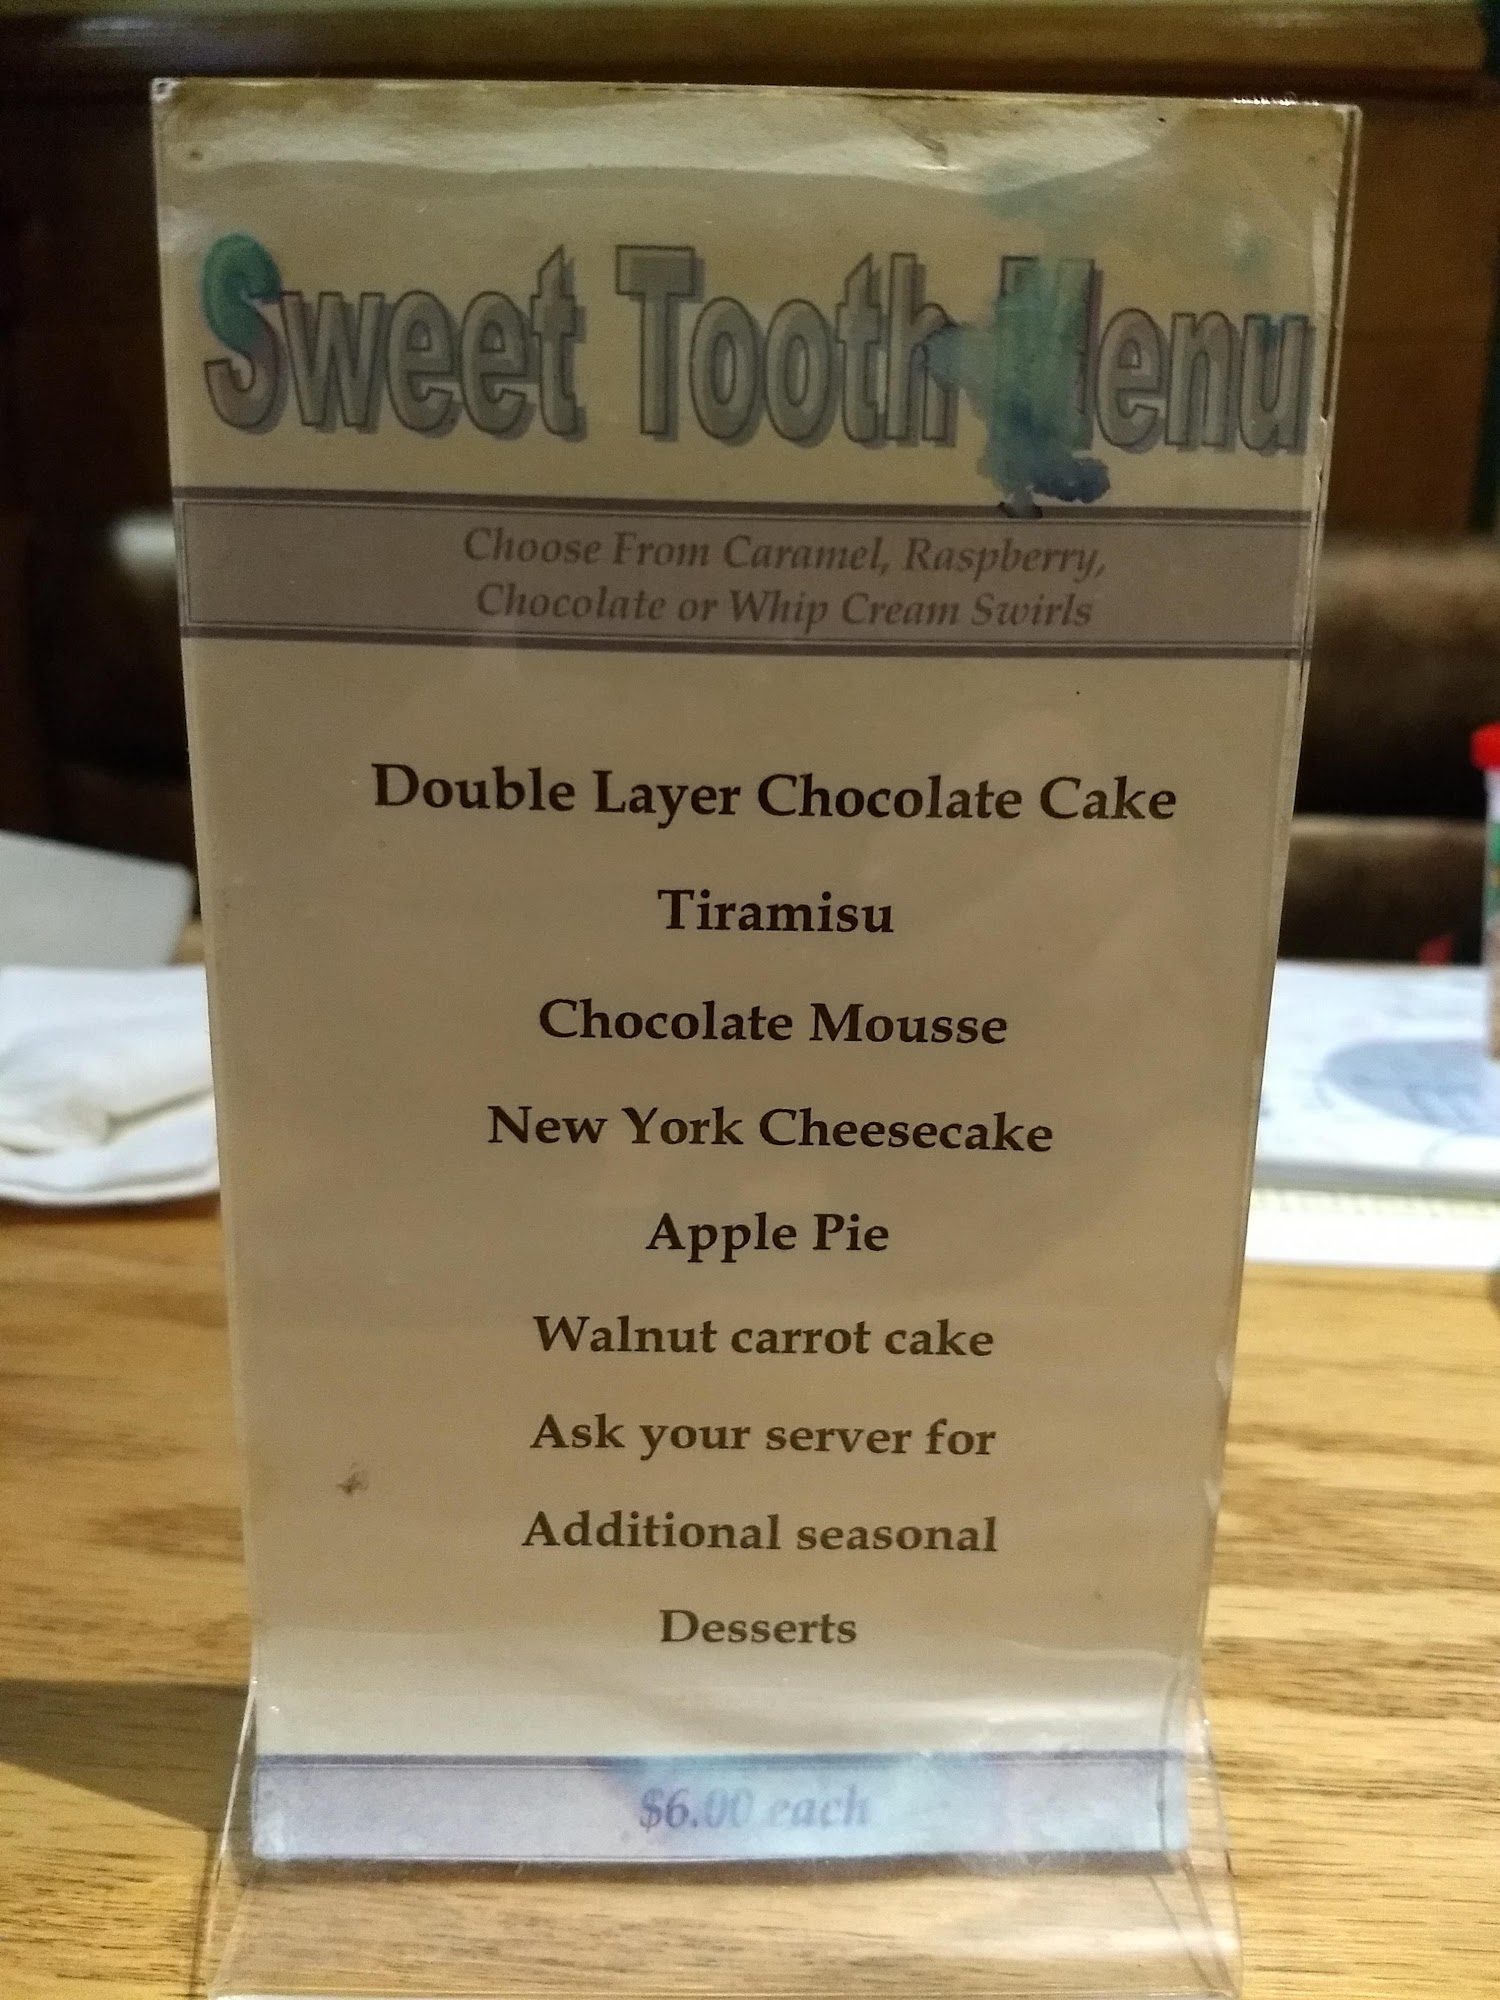 Sweet Tooth Menu
Choose From Caramel, Raspberry,
Chocolate or Whip Cream Swirls
Double Layer Chocolate Cake
Tiramisu
Chocolate Mousse
New York Cheesecake
Apple Pie
Walnut carrot cake
Ask your server for
Additional seasonal
Desserts
$6.00 each